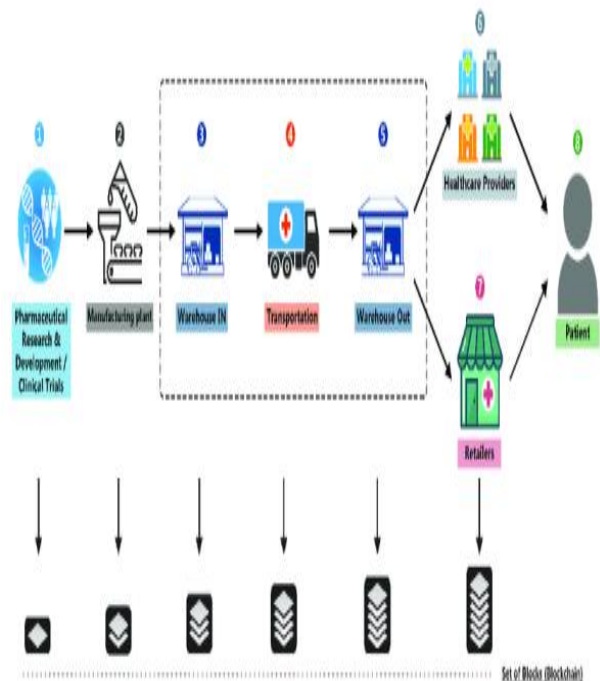 6
1
2
3
4
5
8
Healthcare Providers
7
Pharmaceutical
Research &
Development /
Clinical Trials
Manufacturing plant
Warehouse IN
Transportation
Warehouse Out
Patient
Retailers
Set of Blocks (Blockchain)